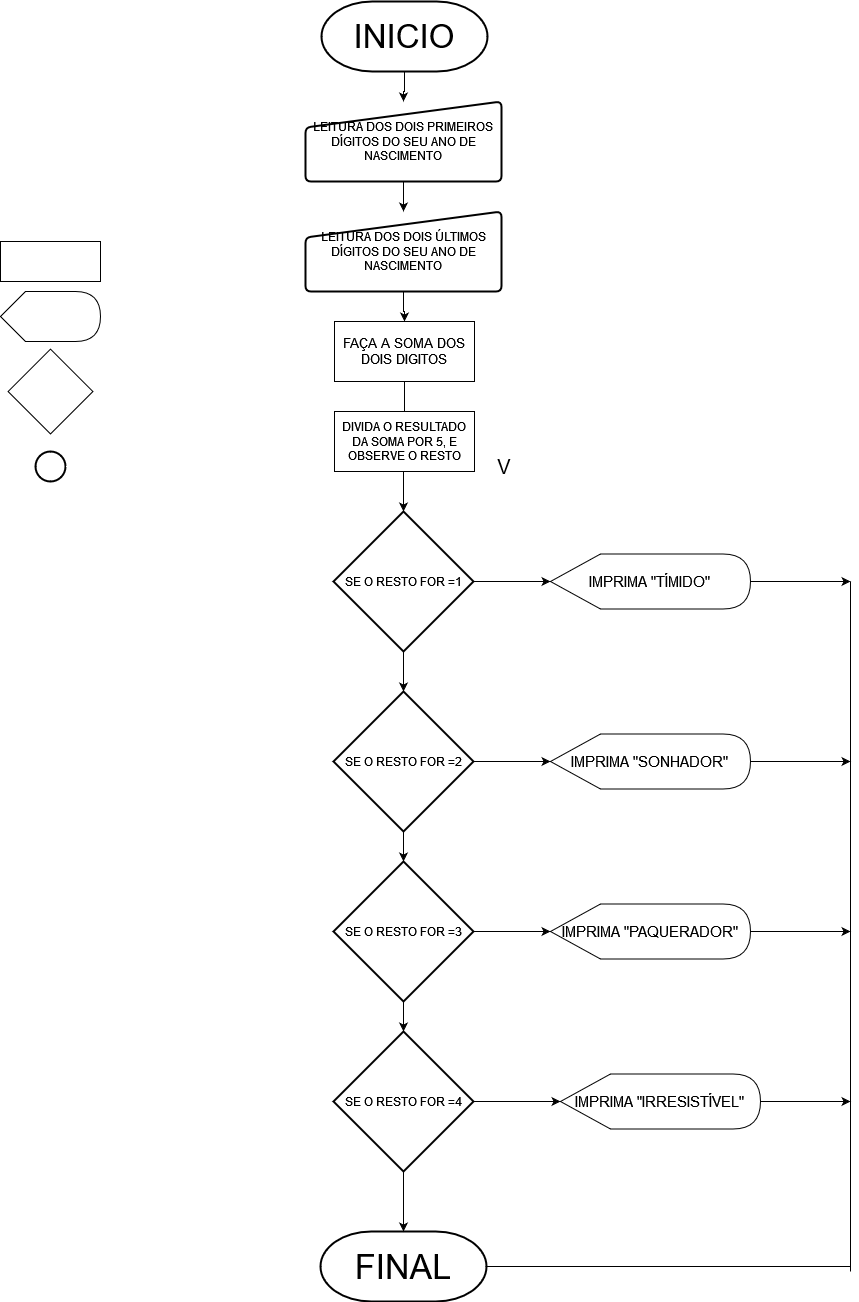 INICIO
LEITURA DOS DOIS PRIMEIROS
DÍGITOS DO SEU ANO DE
NASCIMENTO
LEITURA DOS DOIS ÚLTIMOS
DÍGITOS DO SEU ANO DE
NASCIMENTO
FAÇA A SOMA DOS
DOIS DIGITOS
DIVIDA O RESULTADO
DA SOMA POR 5, E
OBSERVE O RESTO
V
SE O RESTO FOR =1
IMPRIMA "TÍMIDO"
SE O RESTO FOR =2
IMPRIMA "SONHADOR"
SE O RESTO FOR =3
IMPRIMA "PAQUERADOR"
SE O RESTO FOR =4
IMPRIMA "IRRESISTÍVEL"
FINAL